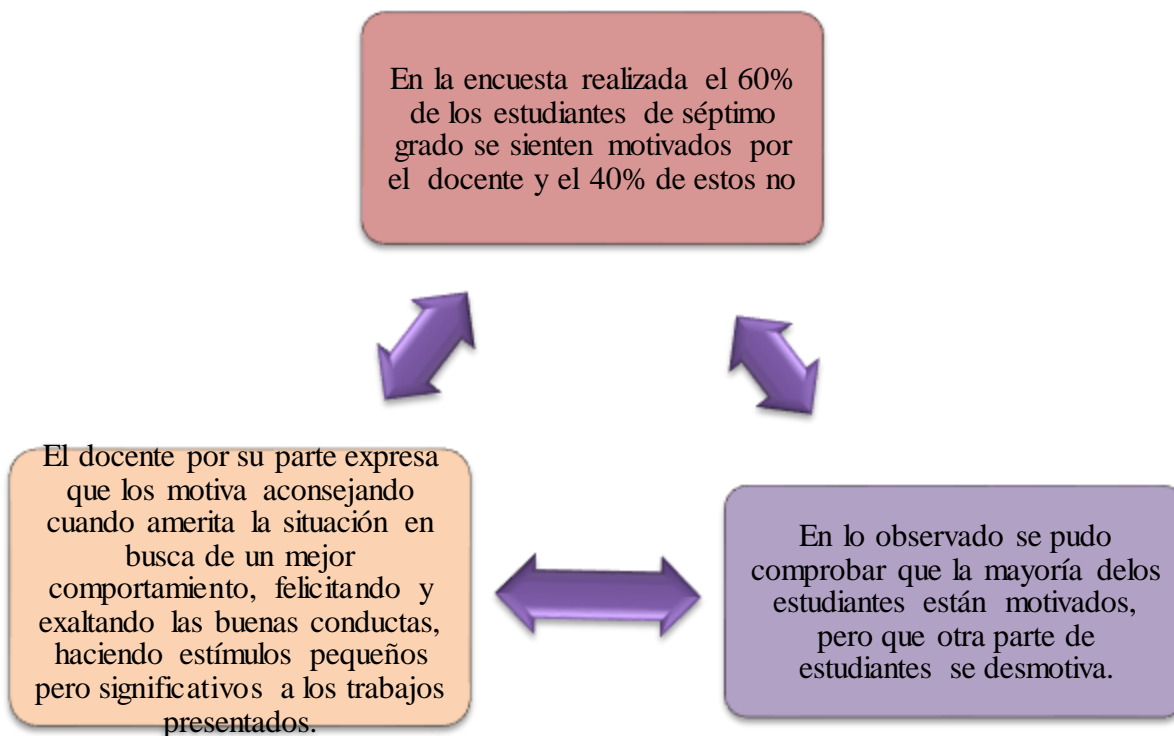 En la encuesta realizada el 60%
de los estudiantes de séptimo
grado se sienten motivados por
el docente y el 40% de estos no
El docente por su parte expresa
que los motiva aconsejando
cuando amerita la situación en
busca de un mejor
comportamiento, felicitando y
exaltando las buenas conductas,
haciendo estímulos pequeños
pero significativos a los trabajos
presentados.
En lo observado se pudo
comprobar que la mayoría delos
estudiantes están motivados,
pero que otra parte de
estudiantes se desmotiva.